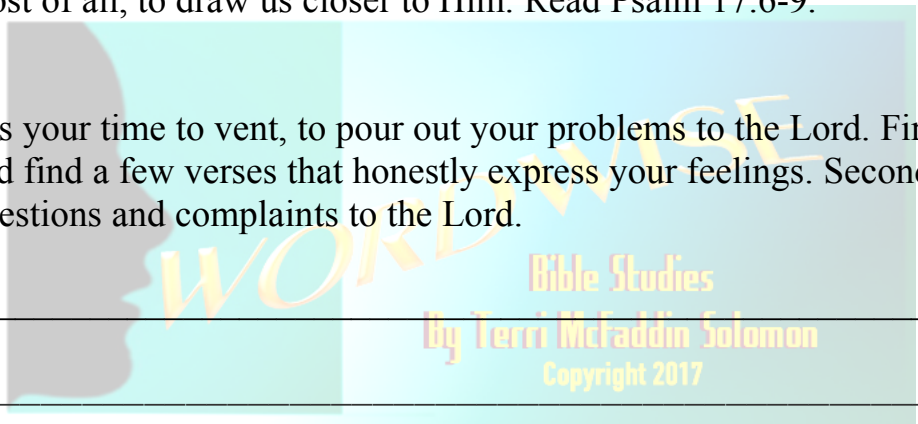 ost of all, to draw us closer to Him. Read Psalm 17:6-9.
s your time to vent, to pour out your problems to the Lord. Fir
d find a few verses that honestly express your feelings. Second
estions and complaints to the Lord.
WORDWISE
Bible Studies
By Terri McFaddin Solomon
Copyright 2017